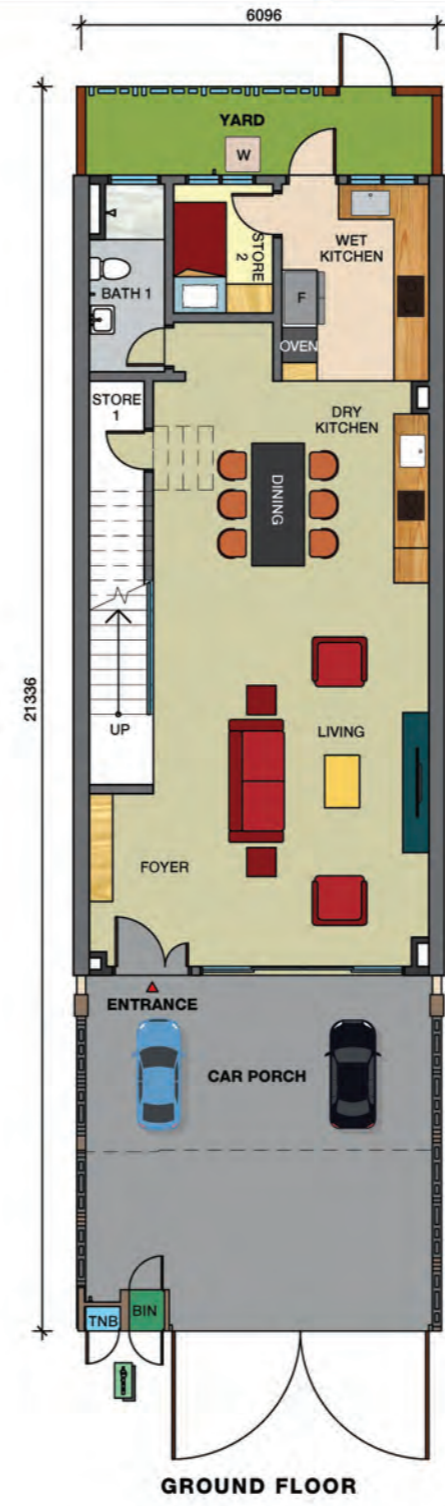 6096
YARD
W
STORE 2
WET
KITCHEN
BATH 1
F
OVEN
STORE
1
DRY
KITCHEN
DINING
21336
UP
LIVING
FOYER
ENTRANCE
CAR PORCH
TNB
BIN
GROUND FLOOR